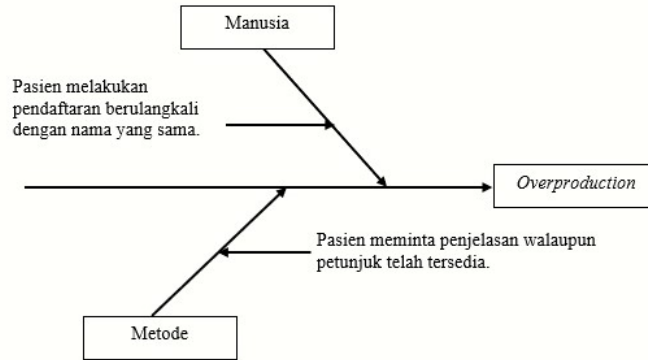 Manusia
Pasien melakukan
pendaftaran berulangkali
dengan nama yang sama.
Overproduction
Pasien meminta penjelasan walaupun
petunjuk telah tersedia.
Metode